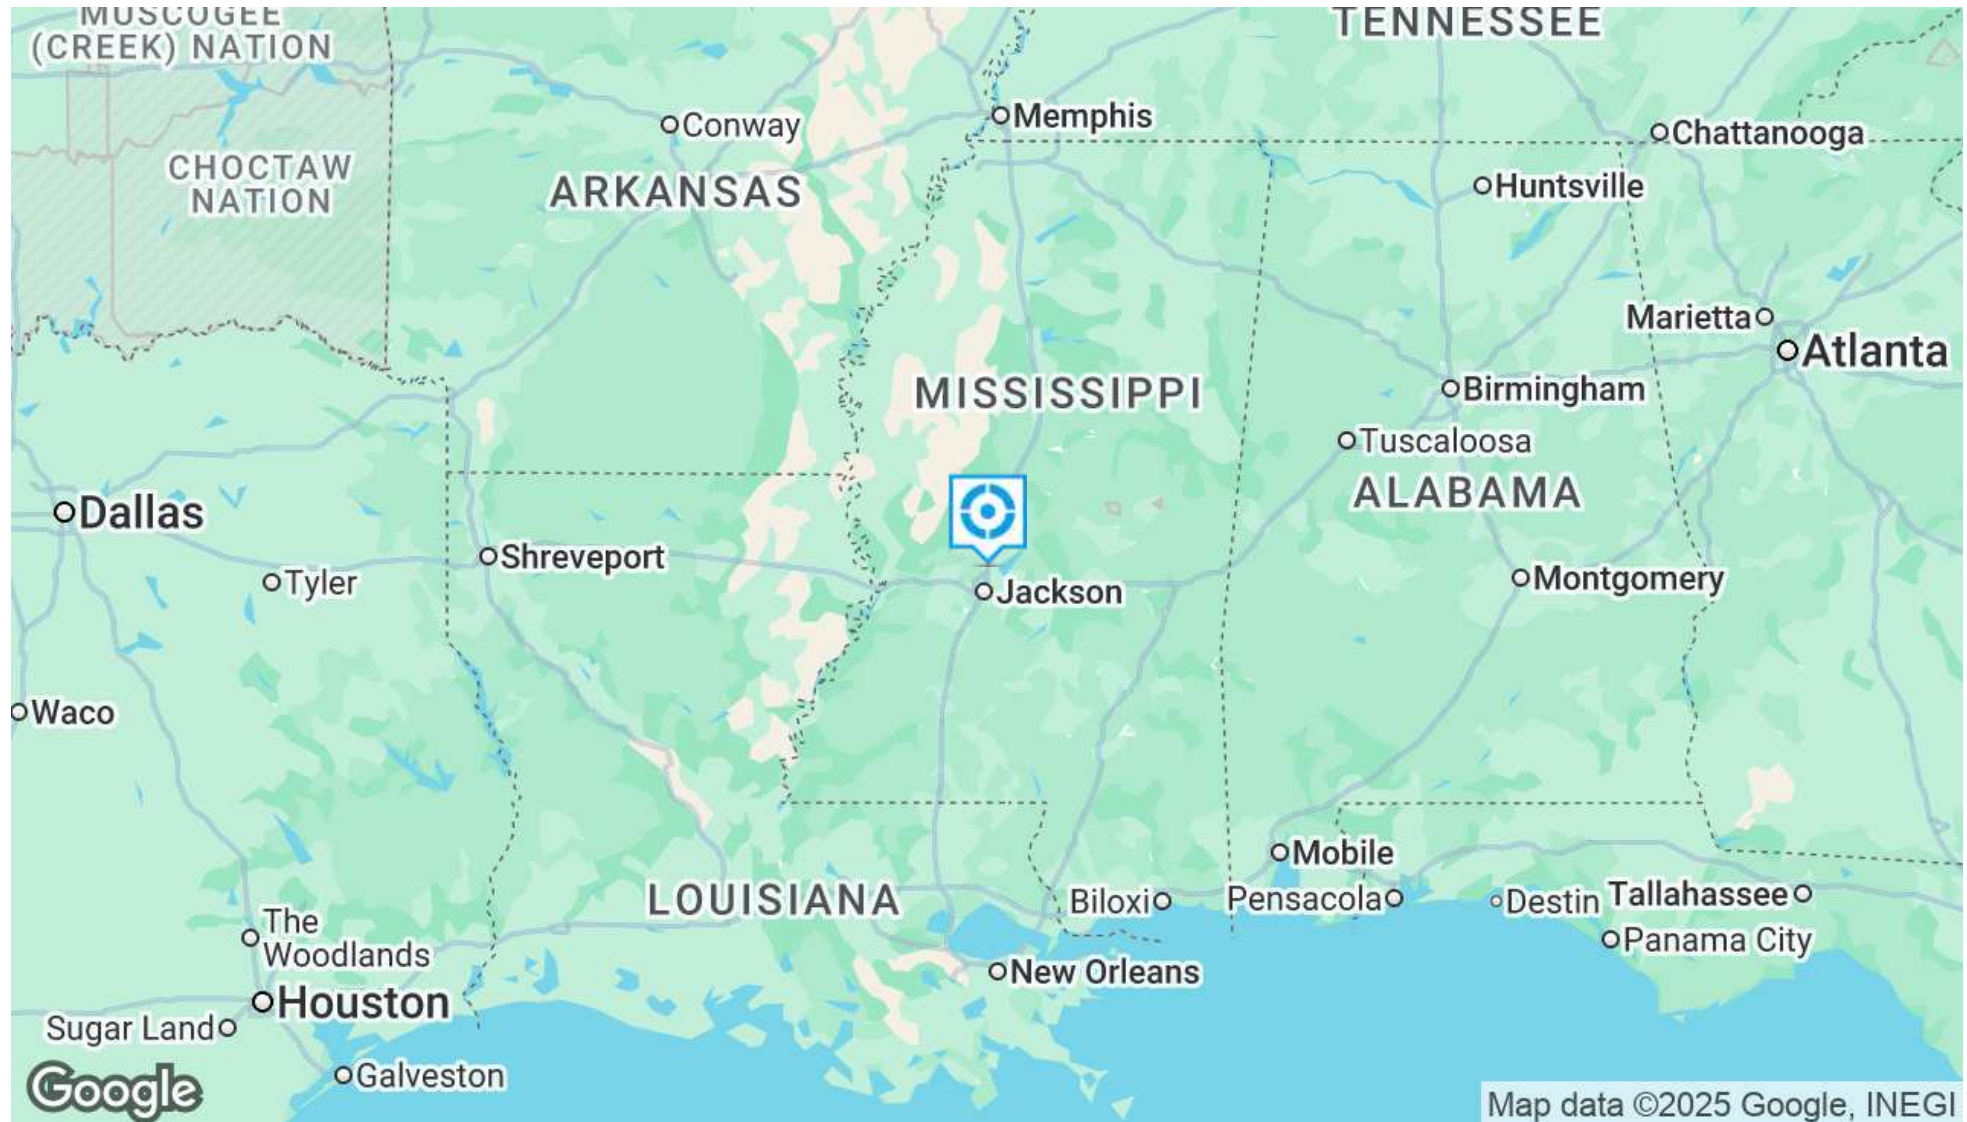 MUSCOGEE
(CREEK) NATION
TENNESSEE
Conway
Memphis
Chattanooga
CHOCTAW
NATION
ARKANSAS
Huntsville
Marietta
Atlanta
MISSISSIPPI
Birmingham
Tuscaloosa
ALABAMA
Dallas
Shreveport
Tyler
Jackson
Montgomery
Waco
Mobile
LOUISIANA
Biloxi
Pensacola
Destin
Tallahassee
The
Woodlands
Panama City
New Orleans
Houston
Sugar Land
Galveston
Google
Map data ©2025 Google, INEGI